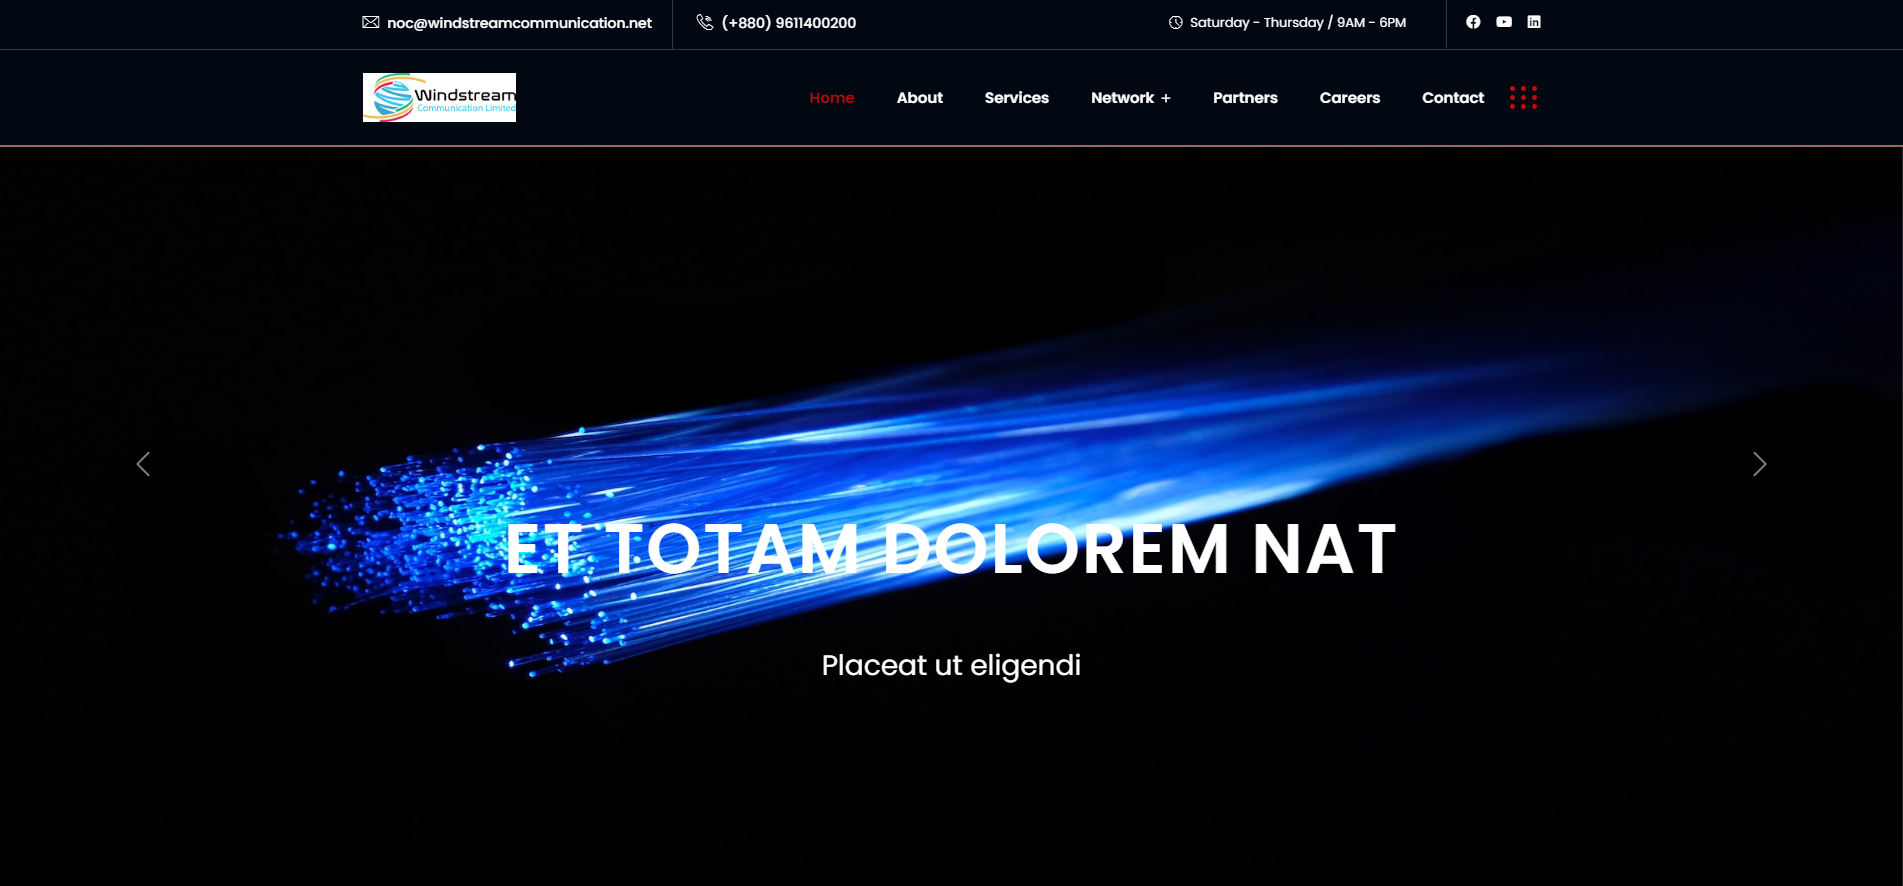 noc@windstreamcommunication.net
(+880) 9611400200
Saturday - Thursday / 9AM - 6PM
Windstream
Communication Limited
Home
About
Services
Network +
Partners
Careers
Contact
ET TOTAM DOLOREM NAT
Placeat ut eligendi